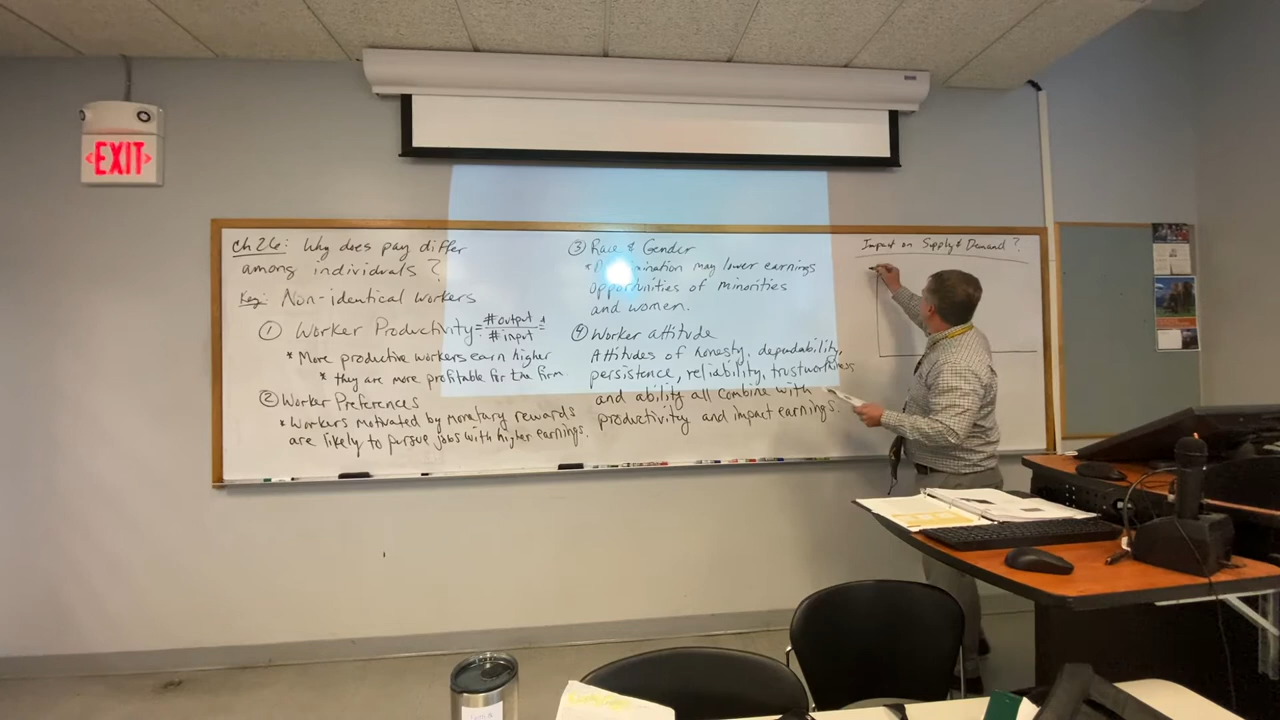 EXIT
Ch 26: Why does pay differ
among individuals?
Key: Non-identical workers
① Worker Productivity = #output
#input
* More productive workers earn higher
* they are more profitable for the firm
② Worker Preferences
* Workers motivated by monetary rewards
are likely to pursue jobs with higher earnings.
③ Race & Gender
may lower earnings
Opportunities of minorities
and women.
④ Worker attitude
Attitudes of honesty, dependability,
persistence, reliability, trustworthiness,
and ability all combine with
productivity and impact earnings.
Impact on Supply & Demand?